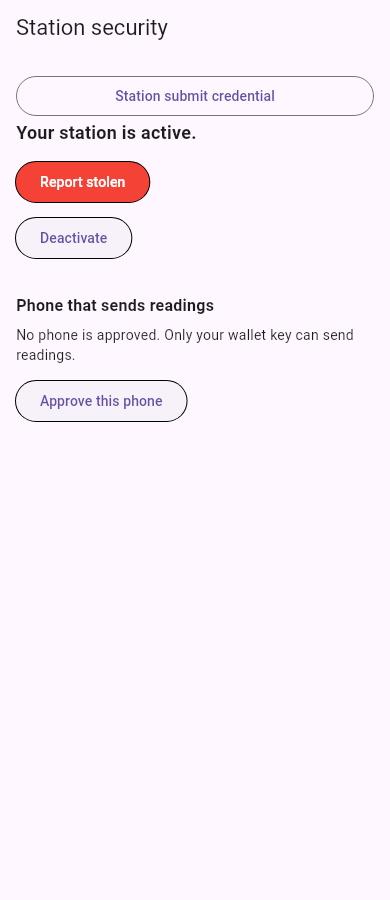 Station security
Station submit credential
Your station is active.
Report stolen
Deactivate
Phone that sends readings
No phone is approved. Only your wallet key can send
readings.
Approve this phone